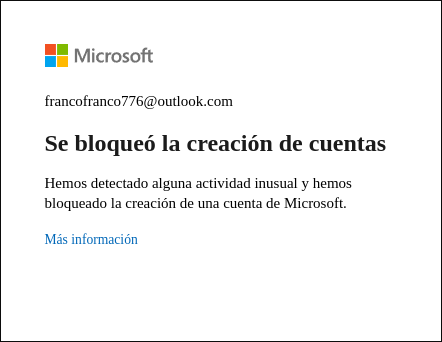 Microsoft
francofranco776@outlook.com
Se bloqueó la creación de cuentas
Hemos detectado alguna actividad inusual y hemos
bloqueado la creación de una cuenta de Microsoft.
Más información